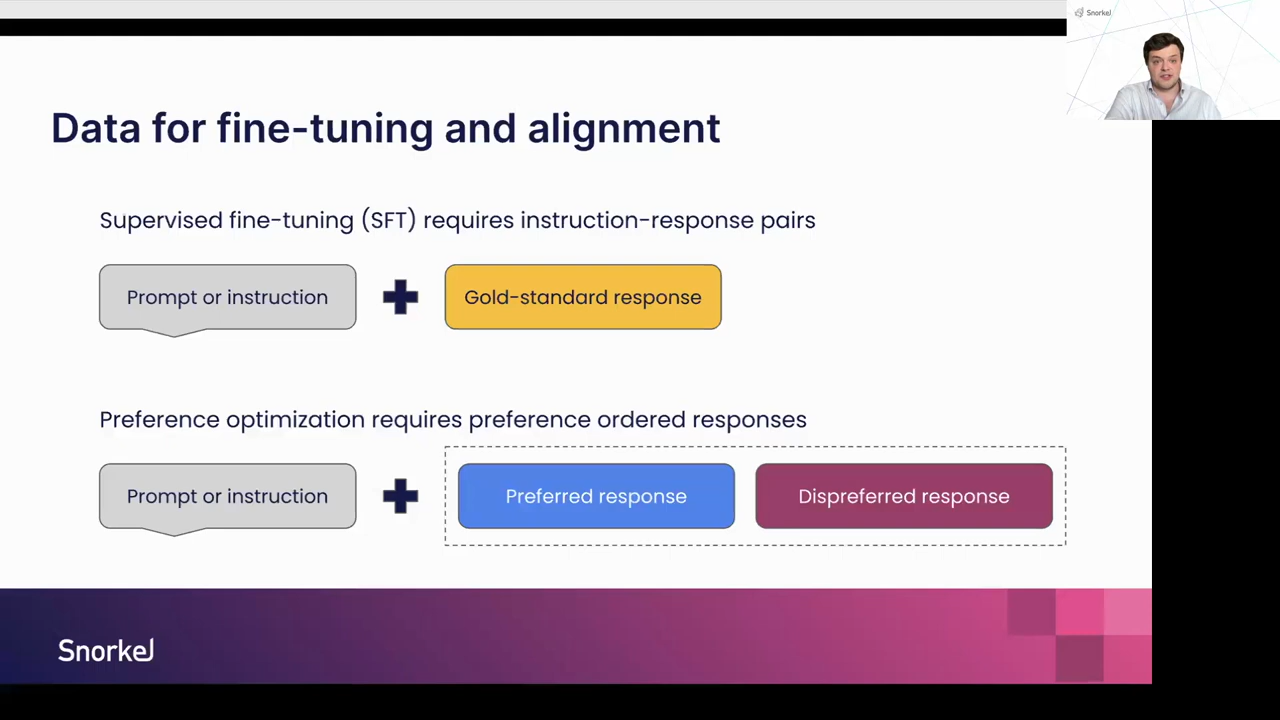 Snorkel
Data for fine-tuning and alignment
Supervised fine-tuning (SFT) requires instruction-response pairs
Prompt or instruction
Gold-standard response
Preference optimization requires preference ordered responses
Prompt or instruction
Preferred response
Dispreferred response
Snorkel